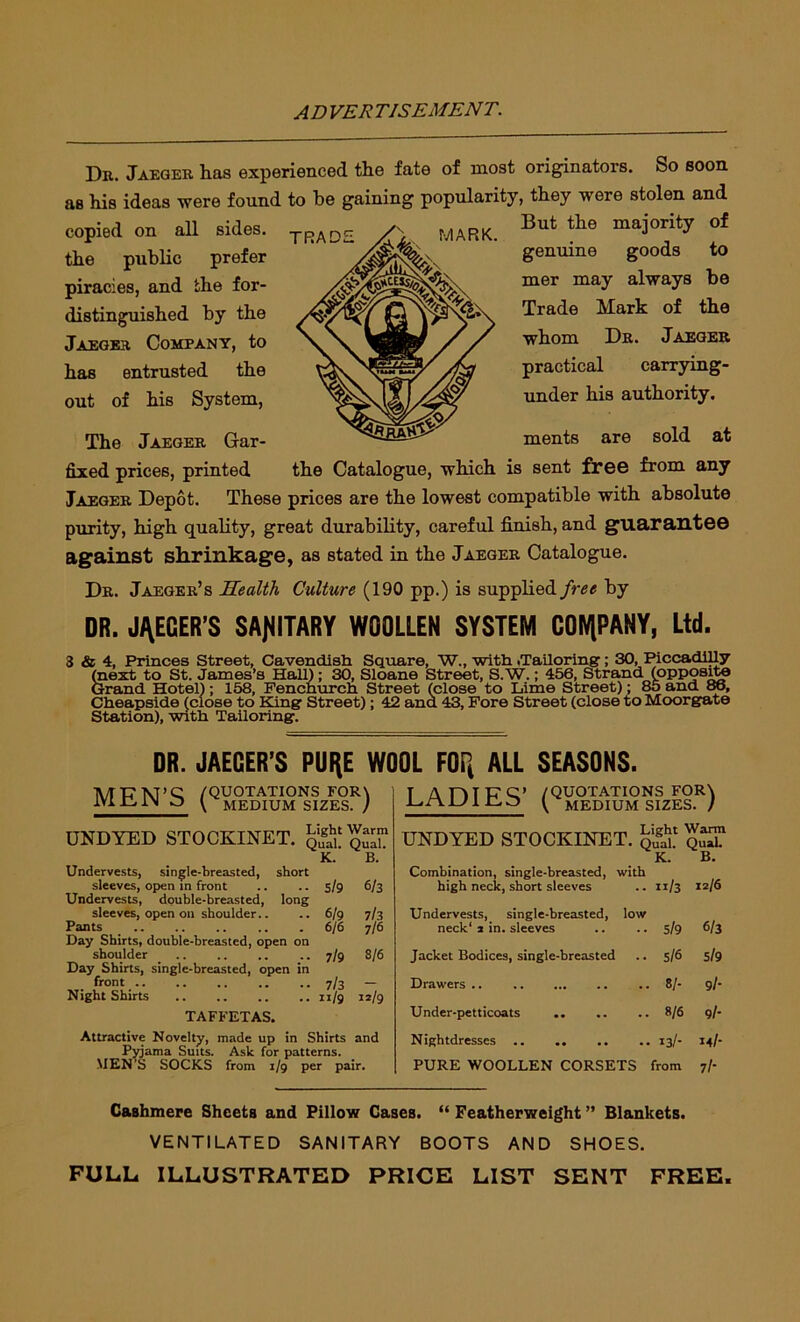 ADVERTISEMENT.
Dr. Jaeger has experienced the fate of most originators. So soon
as his ideas were found to be gaining popularity, they were stolen and
copied on all sides. TRADE MARK. But the majority of
the public prefer genuine goods to
piracies, and the for- mer may always be
distinguished by the Trade Mark of the
Jaeger Company, to whom Dr. Jaeger
has entrusted the practical carrying-
out of his System, under his authority.
WARRANTED
The Jaeger Gar- ments are sold at
fixed prices, printed the Catalogue, which is sent free from any
Jaeger Depôt. These prices are the lowest compatible with absolute
purity, high quality, great durability, careful finish, and guarantee
against shrinkage, as stated in the Jaeger Catalogue.
Dr. Jaeger's Health Culture (190 pp.) is supplied free by
DR. JAEGER'S SANITARY WOOLLEN SYSTEM COMPANY, Ltd.
3 & 4, Princes Street, Cavendish Square, W., with Tailoring; 30, Piccadilly
(next to St. James's Hall); 30, Sloane Street, S.W.; 456, Strand (opposite
Grand Hotel); 158, Fenchurch Street (close to Lime Street); 85 and 86,
Cheapside (close to King Street); 42 and 43, Fore Street (close to Moorgate
Station), with Tailoring.
DR. JAEGER'S PURE WOOL FOR ALL SEASONS.
MEN'S (QUOTATIONS FOR MEDIUM SIZES.)
UNDYED STOCKINET. Light Qual. Warm Qual.
K. B.
Undervests, single-breasted, short
sleeves, open in front .. .. 5/9 6/3
Undervests, double-breasted, long
sleeves, open on shoulder.. .. 6/9 7/3
Pants .. .. .. .. . 6/6 7/6
Day Shirts, double-breasted, open on
shoulder .. .. .. .. .. 7/9 8/6
Day Shirts, single-breasted, open in
front .. .. .. .. .. .. 7/3 —
Night Shirts .. .. .. .. 11/9 12/9
TAFFETAS.
Attractive Novelty, made up in Shirts and
Pyjama Suits. Ask for patterns.
MEN'S SOCKS from 1/9 per pair.
LADIES' (QUOTATIONS FOR MEDIUM SIZES.)
UNDYED STOCKINET. Light Qual. Warm Qual.
K. B.
Combination, single-breasted, with
high neck, short sleeves .. 11/3 12/6
Undervests, single-breasted, low
neck' 2 in. sleeves .. .. 5/9 6/3
Jacket Bodices, single-breasted .. 5/6 5/9
Drawers .. .. ... .. .. 8/- 9/-
Under-petticoats .. .. .. 8/6 9/-
Nightdresses .. .. .. .. 13/- 14/-
PURE WOOLLEN CORSETS from 7/-
Cashmere Sheets and Pillow Cases. "Featherweight" Blankets.
VENTILATED SANITARY BOOTS AND SHOES.
FULL ILLUSTRATED PRICE LIST SENT FREE.